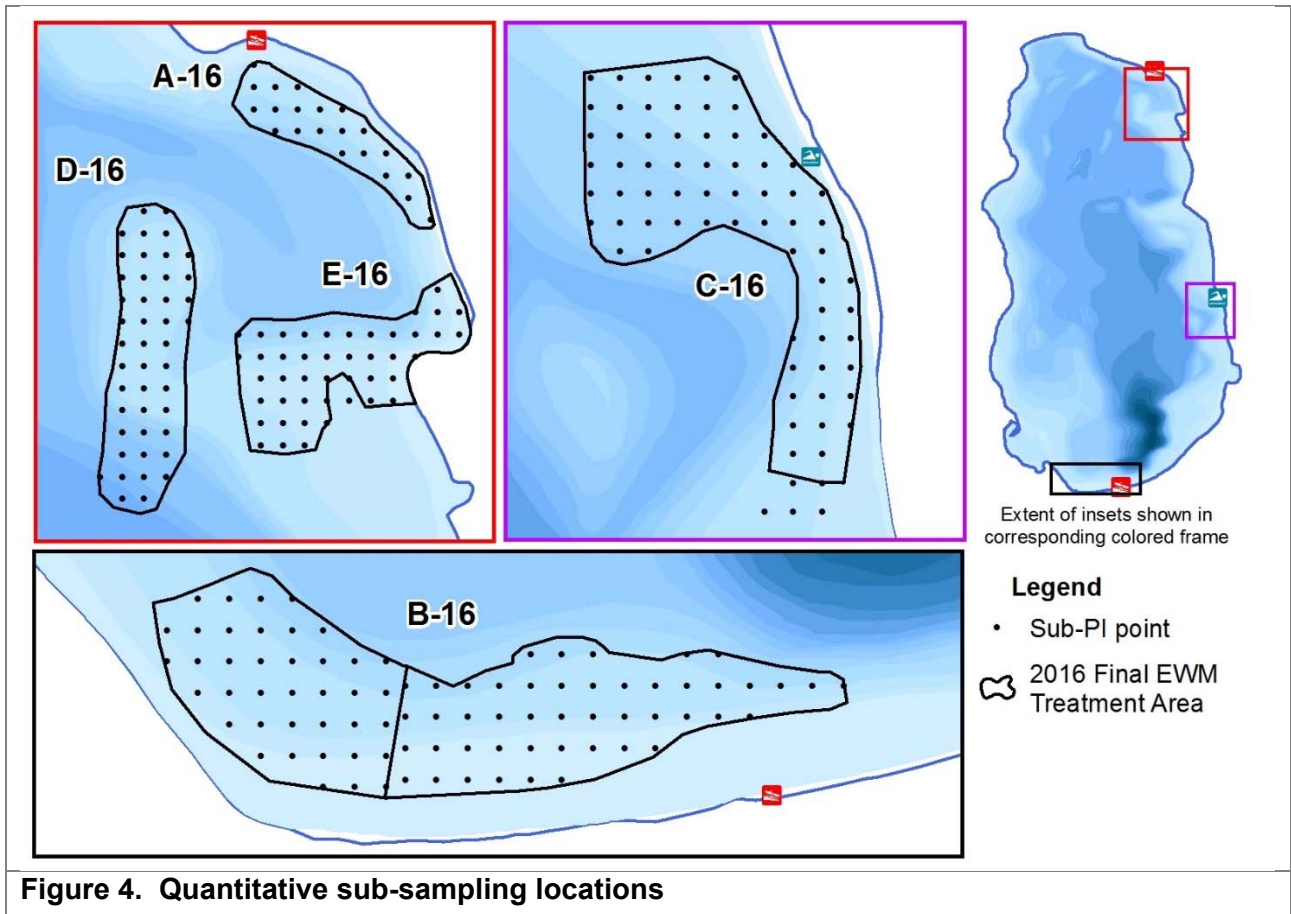 A-16
D-16
E-16
C-16
B-16
Extent of insets shown in
corresponding colored frame
Legend
Sub-PI point
2016 Final EWM
Treatment Area
Figure 4. Quantitative sub-sampling locations